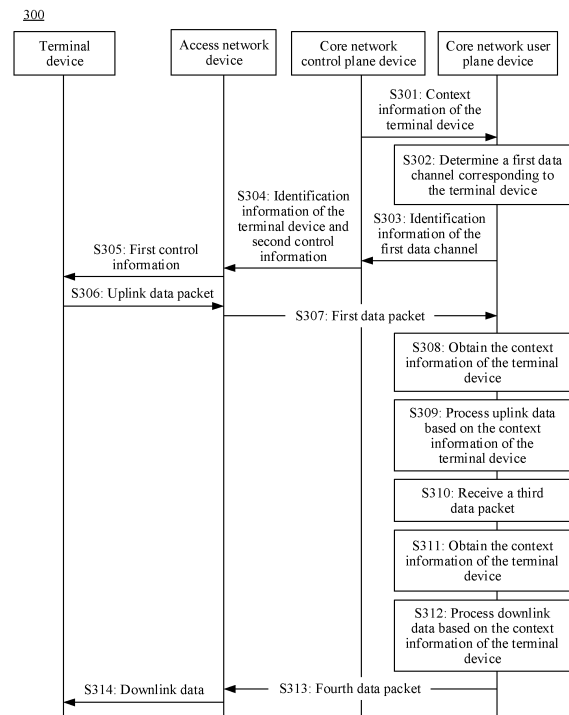 300
Terminal
device
Access network
device
Core network
control plane device
Core network user
plane device
S301: Context
information of the
terminal device
S302: Determine a first data
channel corresponding to
the terminal device
S303: Identification
information of the
first data channel
S304: Identification
information of the
terminal device and
second control
information
S305: First control
information
S306: Uplink data packet
S307: First data packet
S308: Obtain the context
information of the terminal
device
S309: Process uplink data
based on the context
information of the
terminal device
S310: Receive a third
data packet
S311: Obtain the context
information of the terminal
device
S312: Process downlink
data based on the context
information of the
terminal device
S313: Fourth data packet
S314: Downlink data